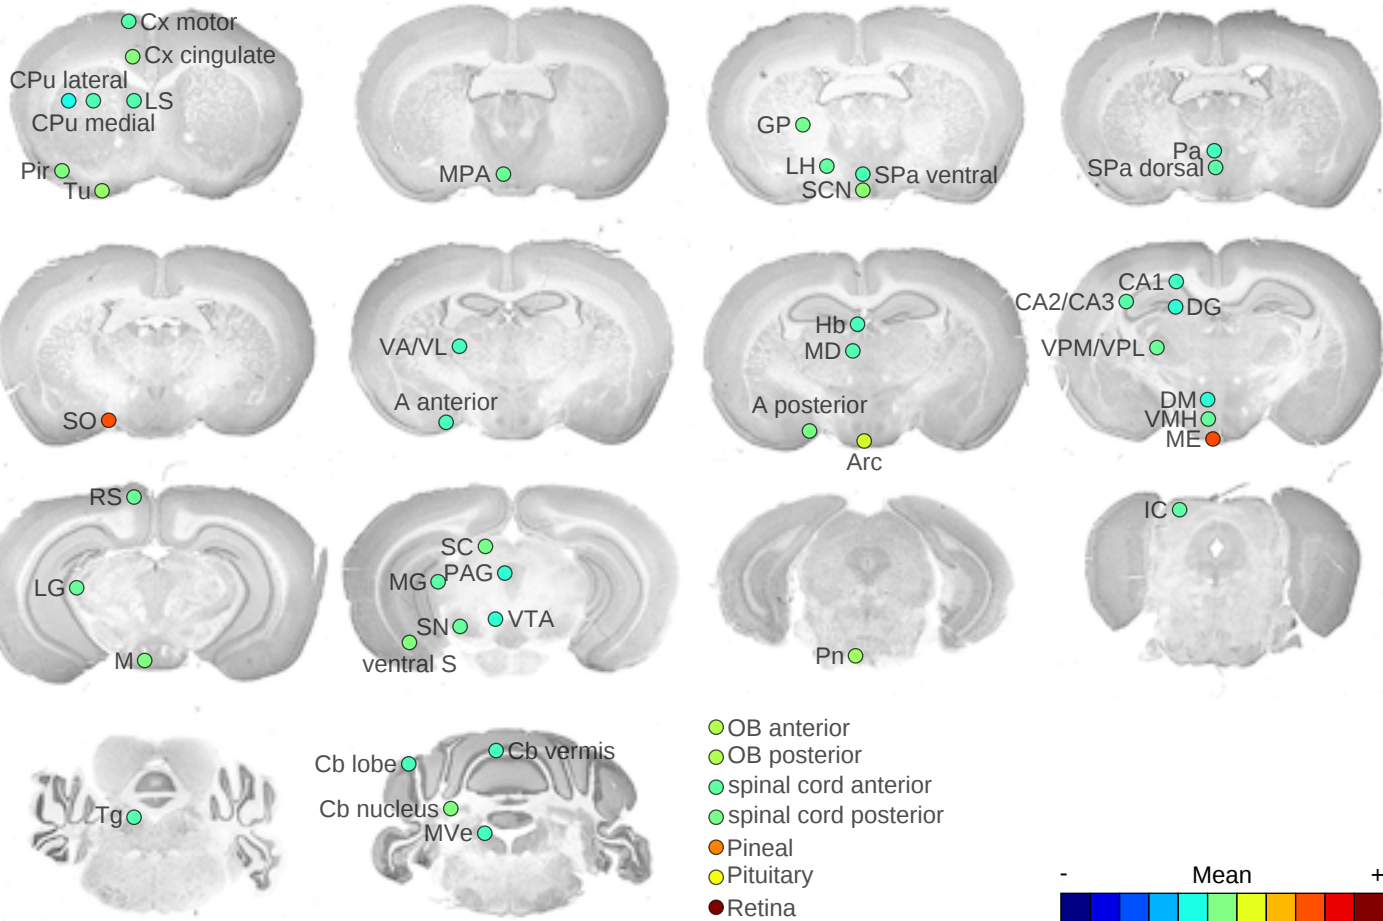 Cx motor
Cx cingulate
CPu lateral
LS
CPu medial
Pir
Tu
MPA
GP
LH
SPa ventral
SCN
Pa
SPa dorsal
SO
VA/VL
A anterior
Hb
MD
A posterior
Arc
CA1
CA2/CA3
DG
VPM/VPL
DM
VMH
ME
RS
LG
M
SC
PAG
MG
VTA
SN
ventral S
Pn
IC
Tg
Cb vermis
Cb lobe
Cb nucleus
MVe
OB anterior
OB posterior
spinal cord anterior
spinal cord posterior
Pineal
Pituitary
Retina
- Mean +